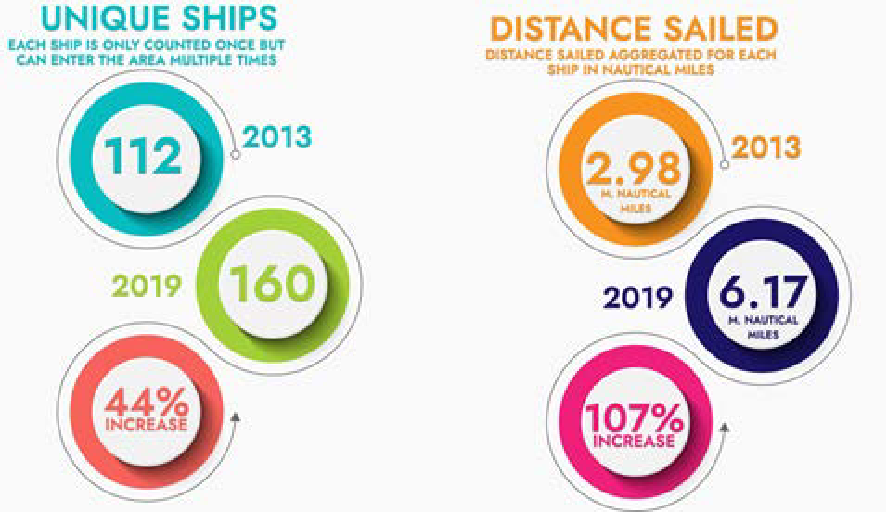 UNIQUE SHIPS
EACH SHIP IS ONLY COUNTED ONCE BUT
CAN ENTER THE AREA MULTIPLE TIMES
112
2013
2019
160
44%
INCREASE
DISTANCE SAILED
DISTANCE SAILED AGGREGATED FOR EACH
SHIP IN NAUTICAL MILES
2.98
M. NAUTICAL
MILES
2013
2019
6.17
M. NAUTICAL
MILES
107%
INCREASE